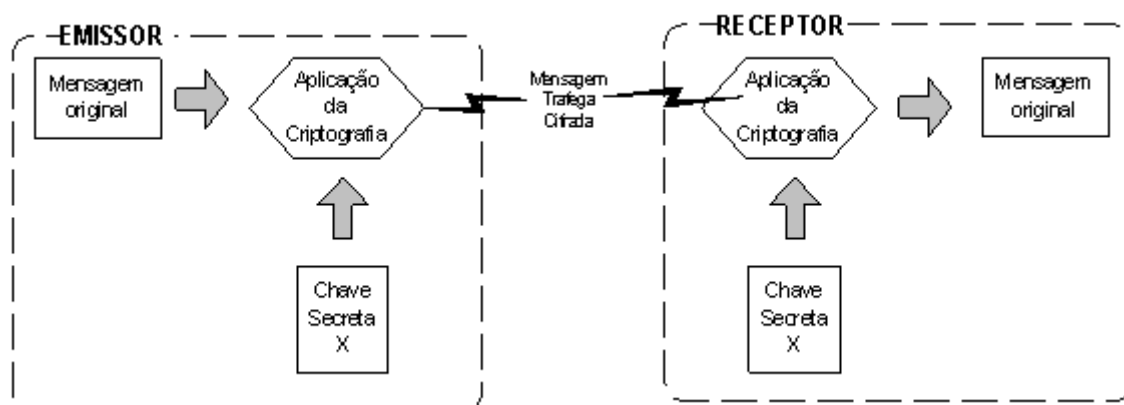 EMISSOR
Mensagem
original
Aplicação
da
Criptografia
Chave
Secreta
X
Mensagem
Trafega
Cifrada
RECEPTOR
Aplicação
da
Criptografia
Mensagem
original
Chave
Secreta
X